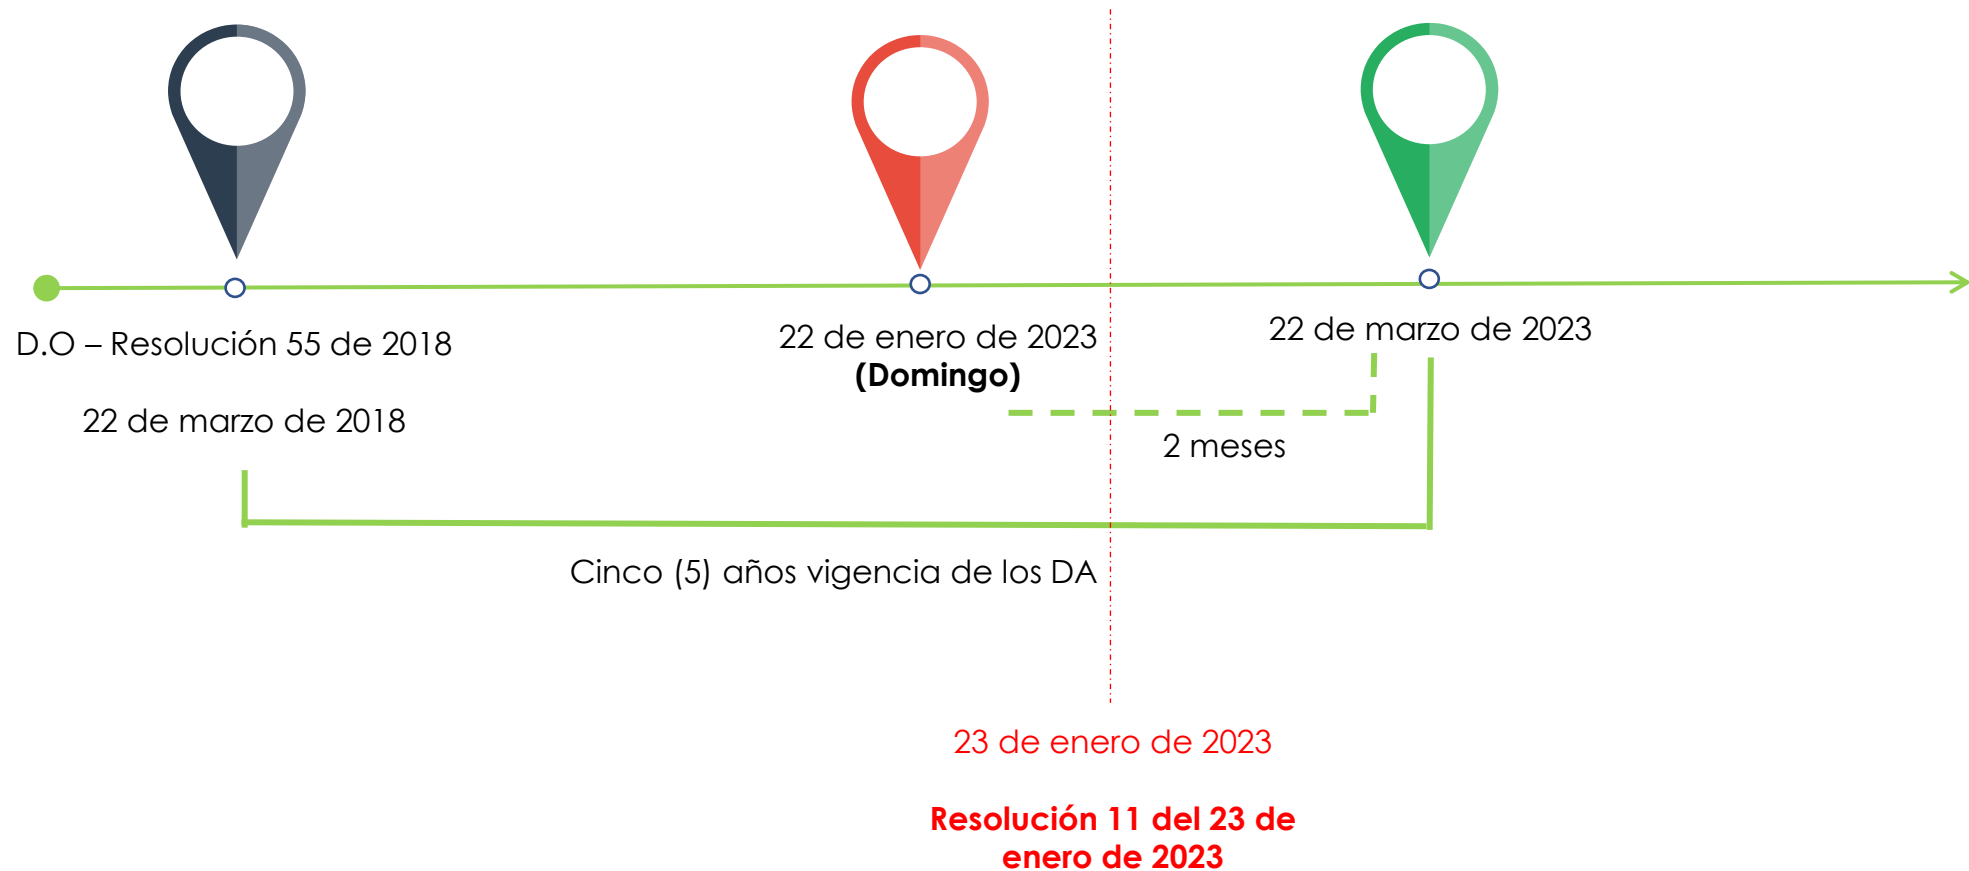 D.O – Resolución 55 de 2018
22 de marzo de 2018
22 de enero de 2023
(Domingo)
22 de marzo de 2023
2 meses
Cinco (5) años vigencia de los DA
23 de enero de 2023
Resolución 11 del 23 de
enero de 2023